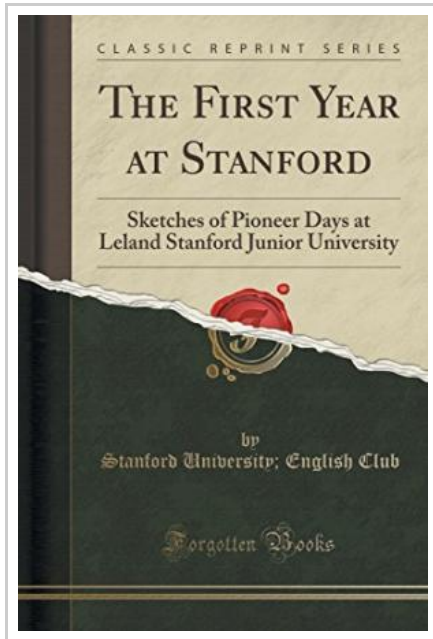 CLASSIC REPRINT SERIES
THE FIRST YEAR
AT STANFORD
Sketches of Pioneer Days at
Leland Stanford Junior University
by
Stanford University; English Club
Forgotten Books